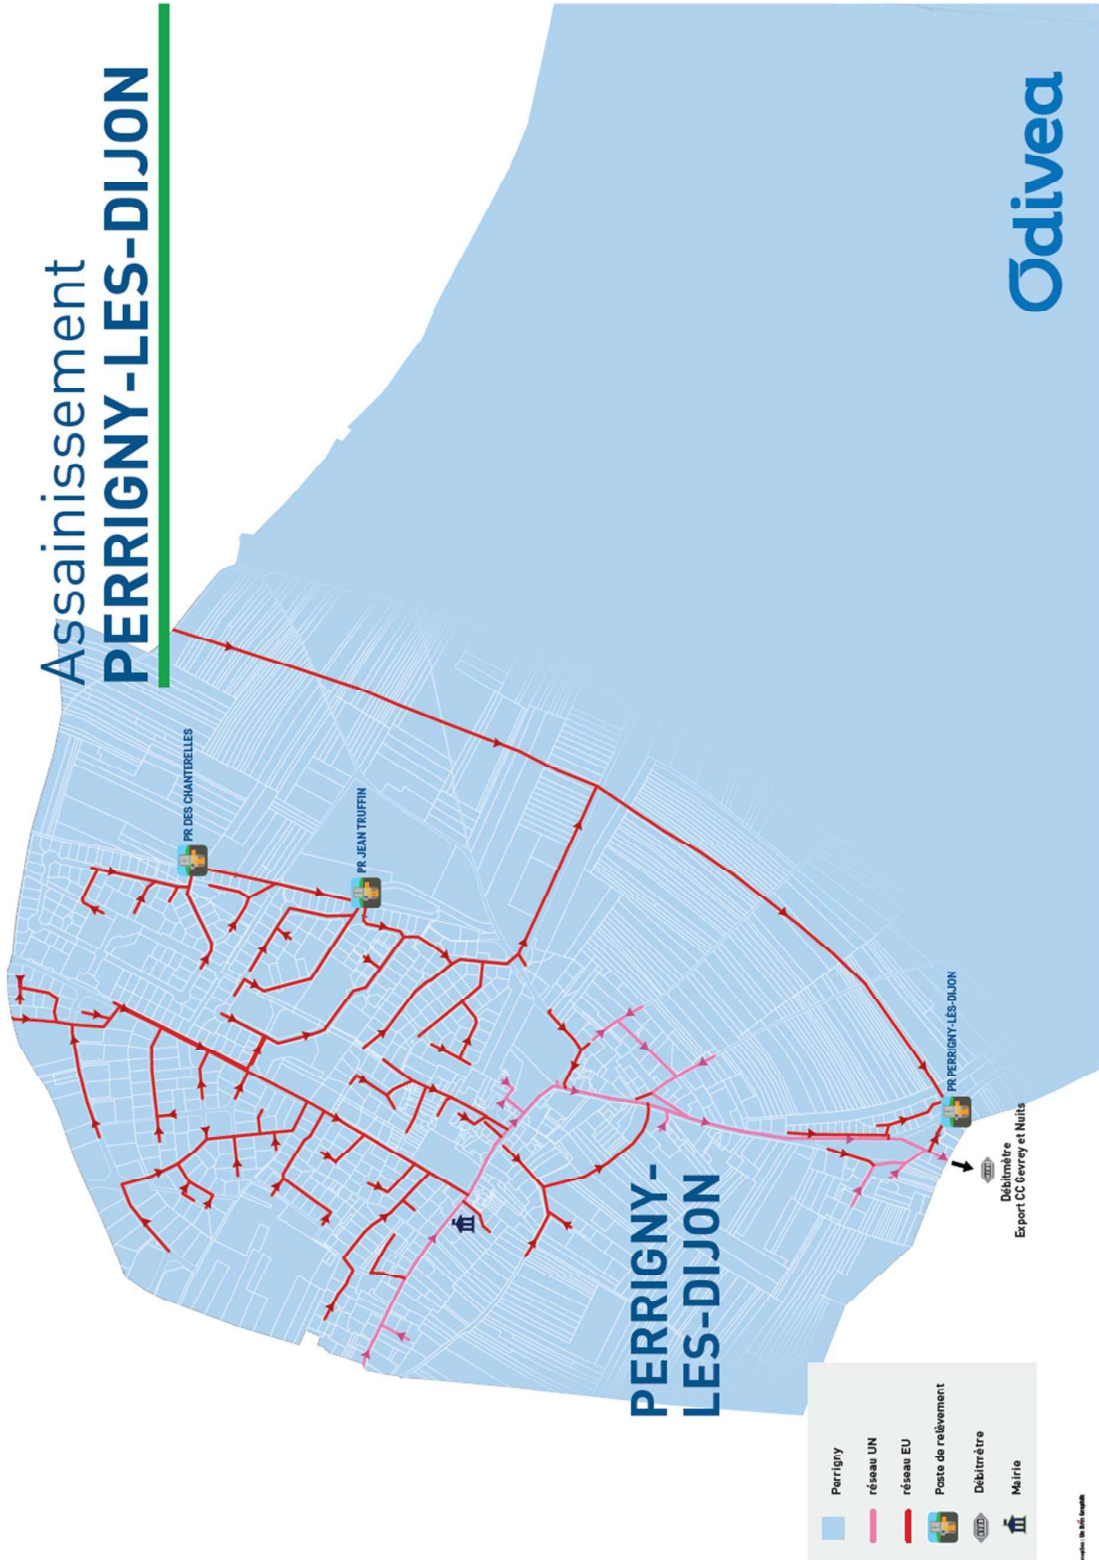 Assainissement
PERRIGNY-LES-DIJON
PR DES CHANTERELLES
PR JEAN TRUFFIN
PR PERRIGNY-LÈS-DIJON
Débitmètre
Export CC Gevrey et Nuits
PERRIGNY-
LES-DIJON
Odivea
Perrigny
réseau UN
réseau EU
Poste de relèvement
Débitmètre
Mairie